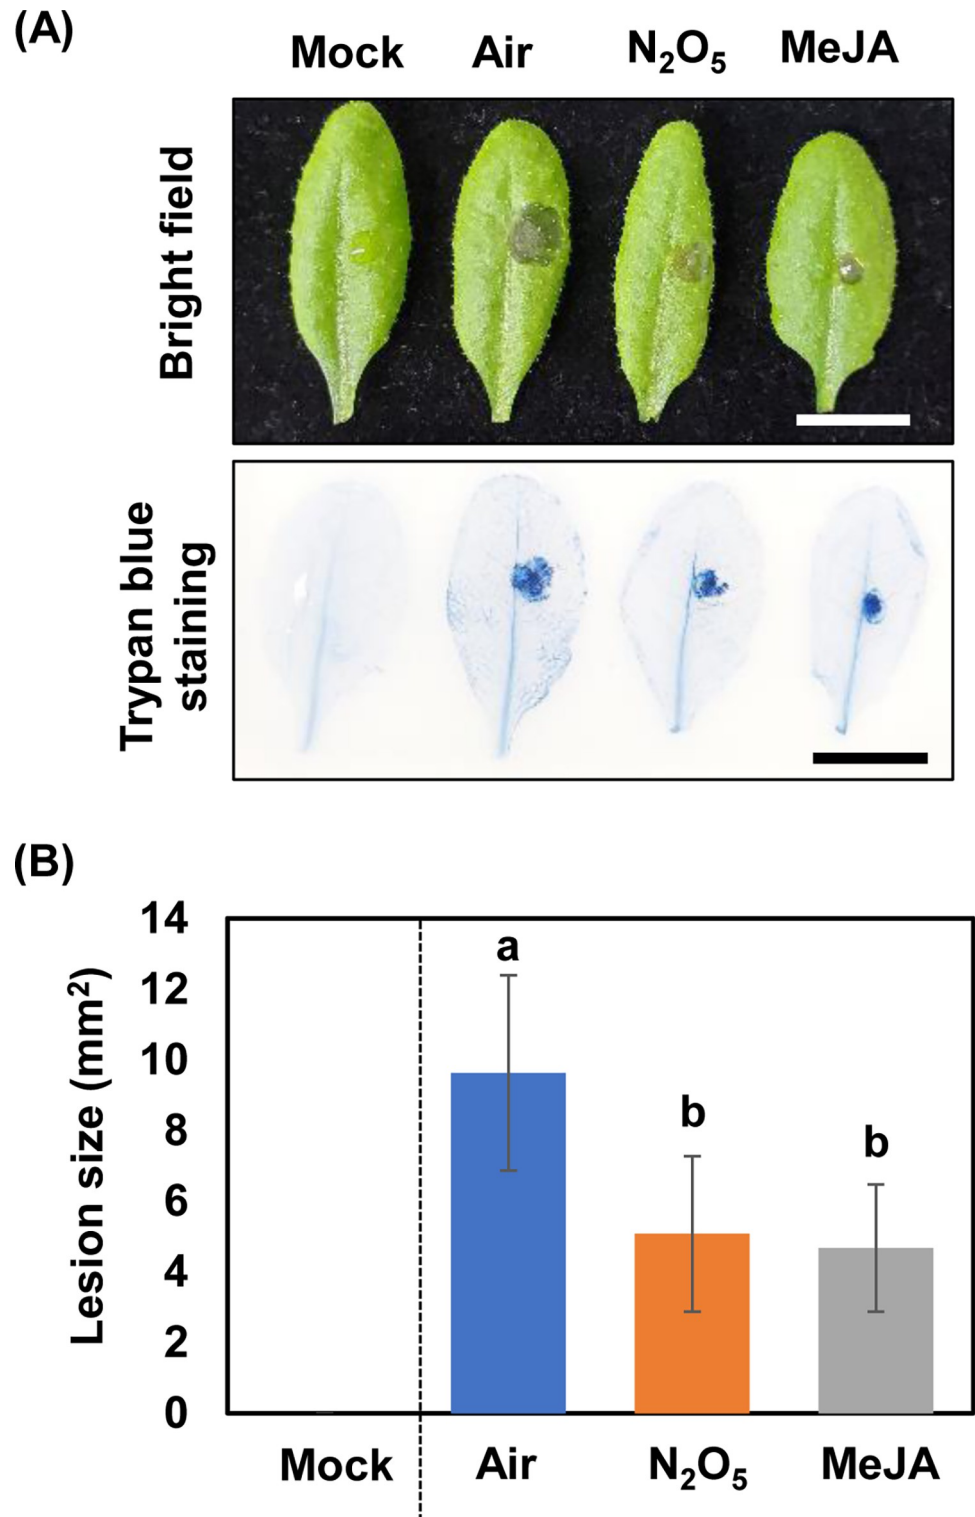 (A)
Mock Air N₂O₅ MeJA
Bright field
Trypan blue
staining
(B)
Lesion size (mm²)
14
12
10
8
6
4
2
0
a
b
b
Mock Air N₂O₅ MeJA